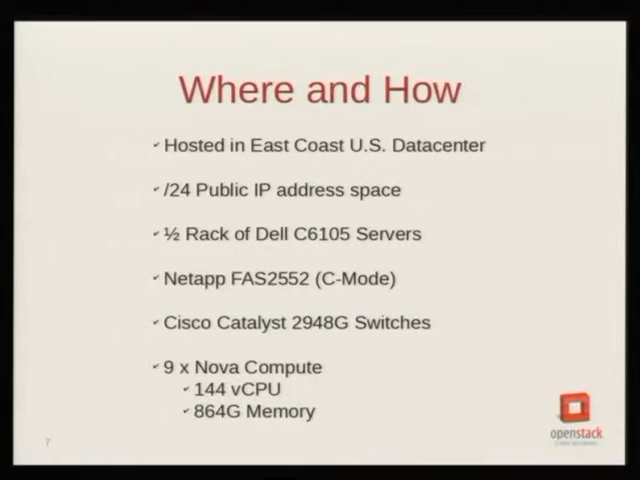 Where and How
Hosted in East Coast U.S. Datacenter
/24 Public IP address space
½ Rack of Dell C6105 Servers
Netapp FAS2552 (C-Mode)
Cisco Catalyst 2948G Switches
9 x Nova Compute
144 vCPU
864G Memory
openstack
7